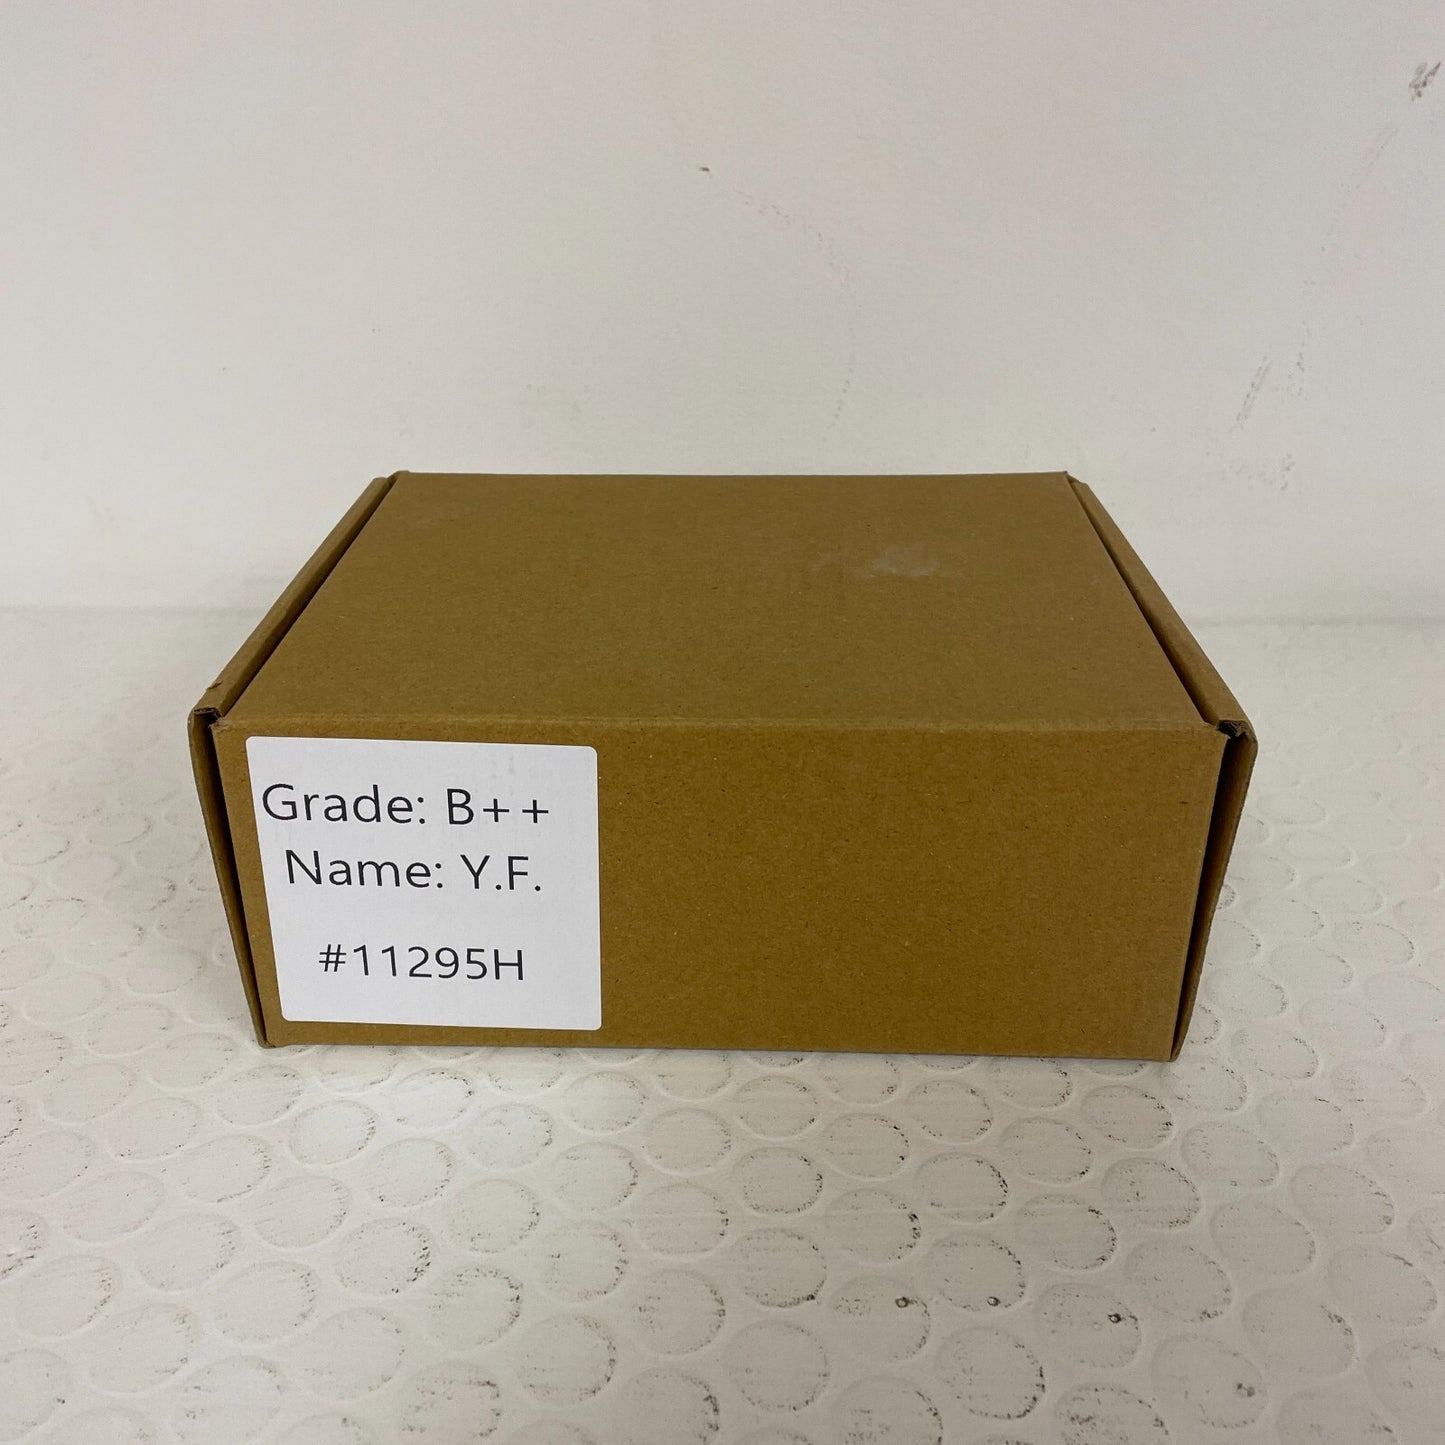 Grade: B++
Name: Y.F.
#11295H